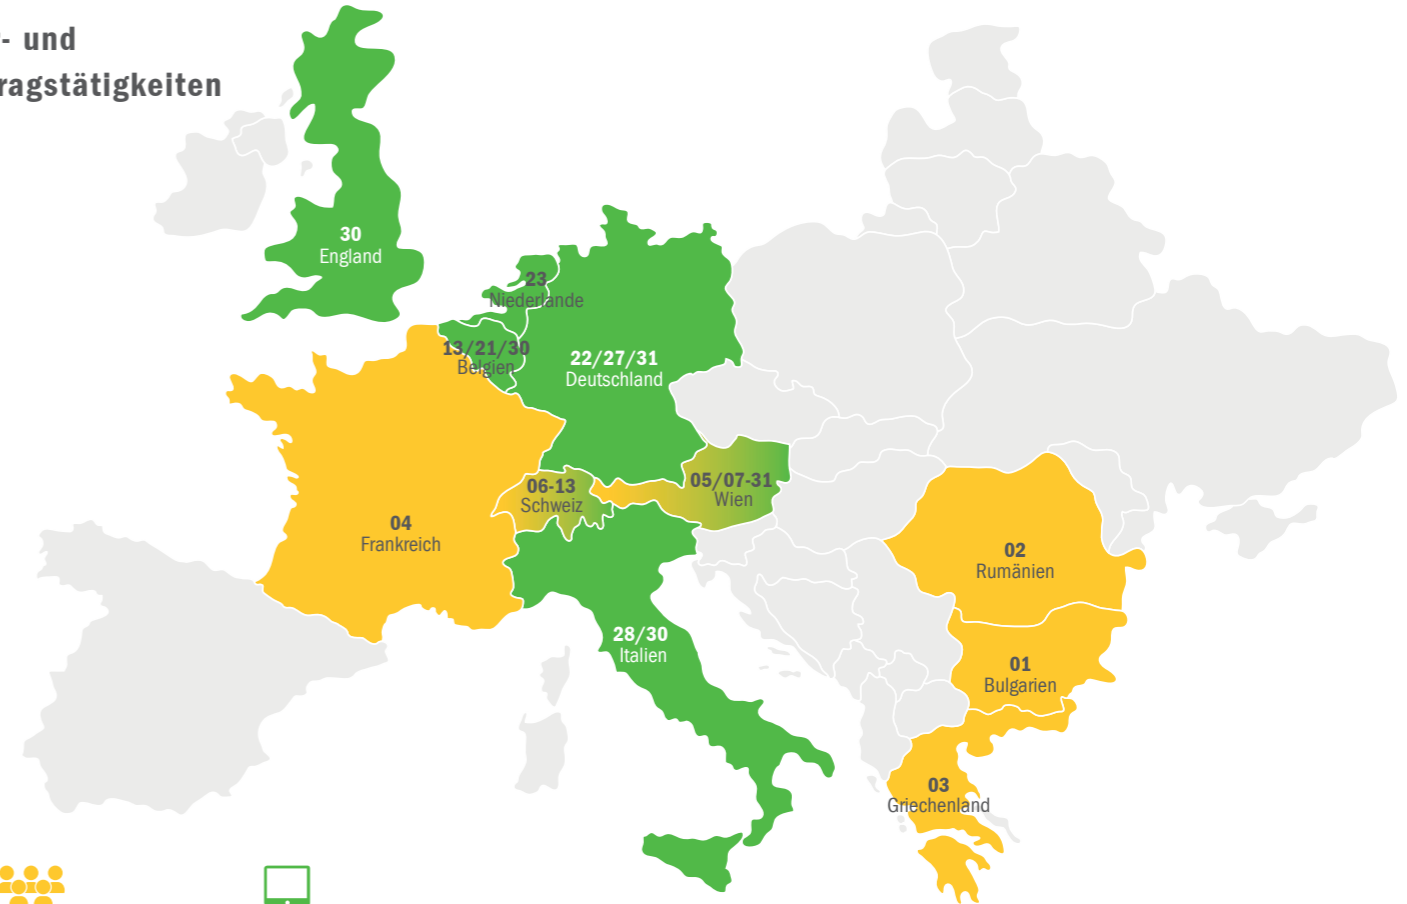 - und
ragstätigkeiten
30
England
23
Niederlande
13/21/30
Belgien
22/27/31
Deutschland
06-13
Schweiz
05/07-31
Wien
04
Frankreich
02
Rumänien
28/30
Italien
01
Bulgarien
03
Griechenland